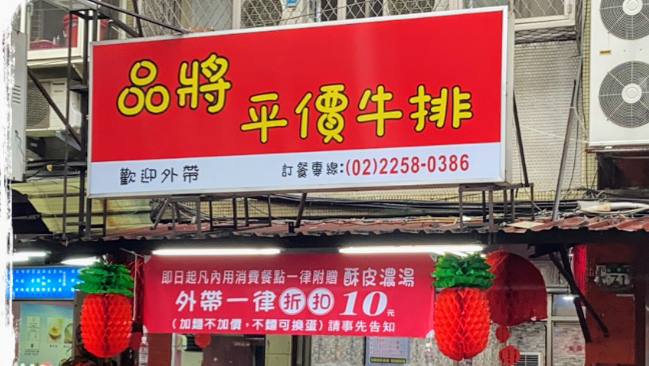 品將
平價牛排
歡迎外帶 訂餐專線:(02)2258-0386
即日起凡內用消費餐點一律附贈 酥皮濃湯
外帶一律折扣10元
(加麵不加價,不麵可換蛋)請事先告知